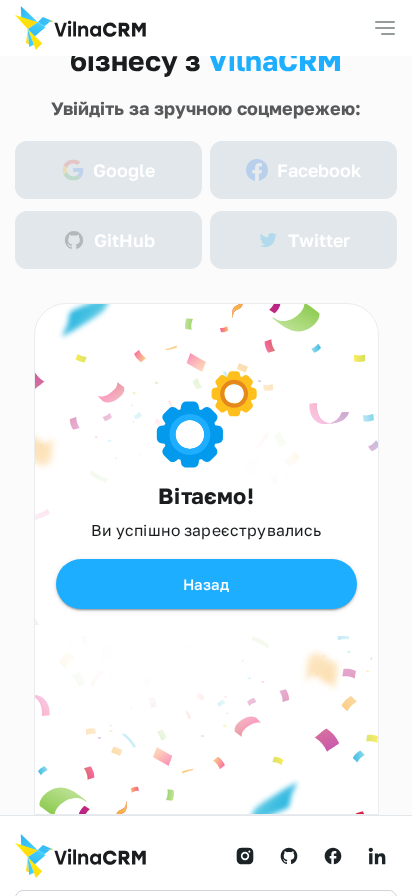 VilnaCRM
бізнесу з VilnaCRM
Увійдіть за зручною соцмережею:
Google
Facebook
GitHub
Twitter
Вітаємо!
Ви успішно зареєструвались
Назад
VilnaCRM